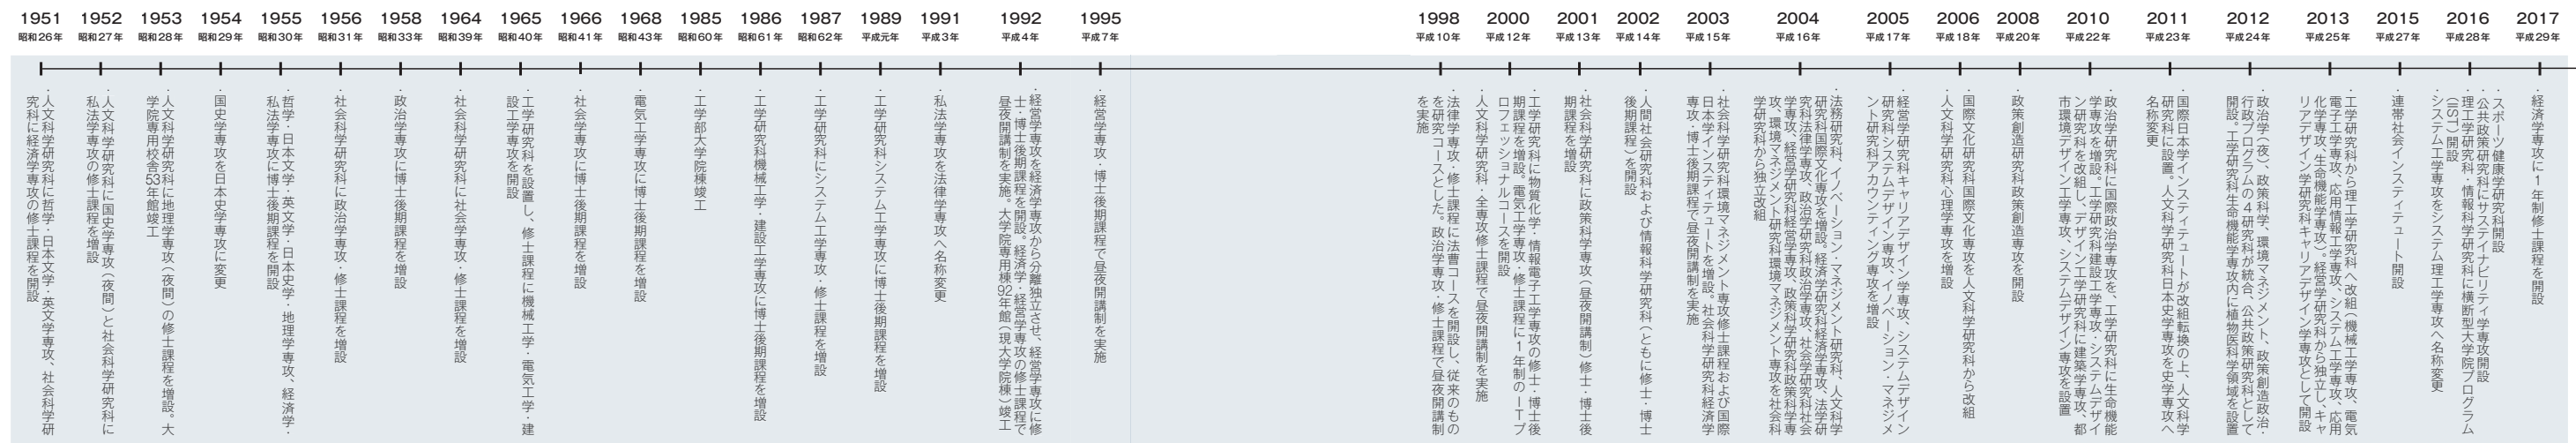 1951
昭和26年
・人文科学研究科に哲学・日本文学・英文学専攻、社会科学研
究科に経済学専攻の修士課程を開設
1952
昭和27年
・人文科学研究科に国史学専攻（夜間）と社会科学研究科に
私法学専攻の修士課程を増設
1953
昭和28年
・人文科学研究科に地理学専攻（夜間）の修士課程を増設。大
学院専用校舎53年館竣工
1954
昭和29年
・国史学専攻を日本史学専攻に変更
1955
昭和30年
・哲学・日本文学・英文学・日本史学・地理学専攻、経済学・
私法学専攻に博士後期課程を開設
1956
昭和31年
・社会科学研究科に政治学専攻・修士課程を増設
1958
昭和33年
・政治学専攻に博士後期課程を増設
1964
昭和39年
・社会科学研究科に社会学専攻・修士課程を増設
1965
昭和40年
・工学研究科を設置し、修士課程に機械工学・電気工学・建
設工学専攻を開設
1966
昭和41年
・社会学専攻に博士後期課程を増設
1968
昭和43年
・電気工学専攻に博士後期課程を増設
1985
昭和60年
・工学部大学院棟竣工
1986
昭和61年
・工学研究科機械工学・建設工学専攻に博士後期課程を増設
1987
昭和62年
・工学研究科にシステム工学専攻・修士課程を増設
1989
平成元年
・工学研究科システム工学専攻に博士後期課程を増設
1991
平成3年
・私法学専攻を法律学専攻へ名称変更
1992
平成4年
・経営学専攻を経済学専攻から分離独立させ、経営学専攻に修
士・博士後期課程を開設。経済学・経営学専攻の修士課程で
昼夜開講制を実施。大学院専用棟92年館（現大学院棟）竣工
1995
平成7年
・経営学専攻・博士後期課程で昼夜開講制を実施
1998
平成10年
・法律学専攻・修士課程に法曹コースを開設し、従来のもの
を研究コースとした。政治学専攻・修士課程で昼夜開講制
を実施
2000
平成12年
・工学研究科に物質化学・情報電子工学専攻の修士・博士後
期課程を増設。電気工学専攻・修士課程に1年制のITプ
ロフェッショナルコースを開設
・人文科学研究科・全専攻修士課程で昼夜開講制を実施
2001
平成13年
・社会科学研究科に政策科学専攻（昼夜開講制）修士・博士後
期課程を増設
2002
平成14年
・人間社会研究科および情報科学研究科（ともに修士・博士
後期課程）を開設
2003
平成15年
・社会科学研究科環境マネジメント専攻修士課程および国際
日本学インスティテュートを増設。社会科学研究科経済学
専攻・博士後期課程で昼夜開講制を実施
2004
平成16年
・法務研究科、イノベーション・マネジメント研究科、人文科学
研究科国際文化専攻を増設。経済学研究科経済学専攻、法学研
究科法律学専攻、政治学研究科政治学専攻、社会学研究科社会
学専攻、経営学研究科経営学専攻、政策科学研究科政策科学専
攻、環境マネジメント研究科環境マネジメント専攻を社会科
学研究科から独立改組
2005
平成17年
・経営学研究科キャリアデザイン学専攻、システムデザイン
研究科システムデザイン専攻、イノベーション・マネジメ
ント研究科アカウンティング専攻を増設
2006
平成18年
・国際文化研究科国際文化専攻を人文科学研究科から改組
・人文科学研究科心理学専攻を増設
2008
平成20年
・政策創造研究科政策創造専攻を開設
2010
平成22年
・政治学研究科に国際政治学専攻を、工学研究科に生命機能
学専攻を増設。工学研究科建設工学専攻・システムデザイ
ン研究科を改組し、デザイン工学研究科に建築学専攻、都
市環境デザイン工学専攻、システムデザイン専攻を設置
2011
平成23年
・国際日本学インスティテュートが改組転換の上、人文科学
研究科に設置。人文科学研究科日本史学専攻を史学専攻へ
名称変更
2012
平成24年
・政治学（夜）、政策科学、環境マネジメント、政策創造政治・
行政プログラムの4研究科が統合、公共政策研究科として
開設。工学研究科生命機能学専攻内に植物医科学領域を設置
2013
平成25年
・工学研究科から理工学研究科へ改組（機械工学専攻、電気
電子工学専攻、応用情報工学専攻、システム工学専攻、応用
化学専攻、生命機能学専攻）。経営学研究科から独立し、キャ
リアデザイン学研究科キャリアデザイン学専攻として開設
2015
平成27年
・連帯社会インスティテュート開設
2016
平成28年
・スポーツ健康学研究科開設
・公共政策研究科にサステイナビリティ学専攻開設
・理工学研究科・情報科学研究科に横断型大学院プログラム
（IIST）開設
・システム工学専攻をシステム理工学専攻へ名称変更
2017
平成29年
・経済学専攻に1年制修士課程を開設